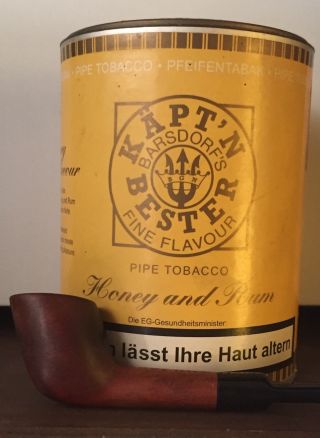 PIPE TOBACCO • PFEIFENTABAK • PIPE
KÄPT'N
BARSDORF'S
BGN
FINE FLAVOUR
BESTER
PIPE TOBACCO
Honey and Rum
Die EG-Gesundheitsminister:
lässt Ihre Haut altern